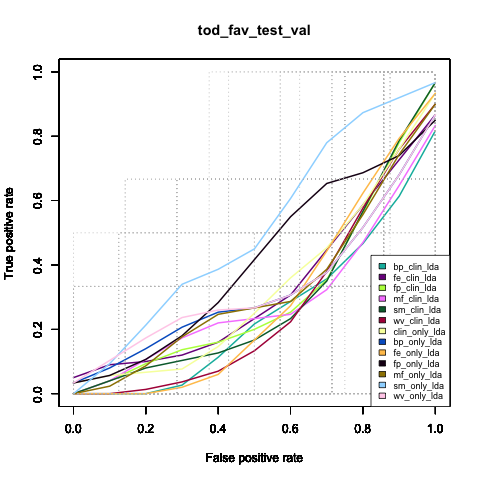 tod_fav_test_val
True positive rate
1.0
0.8
0.6
0.4
0.2
0.0
bp_clin_lda
fe_clin_lda
fp_clin_lda
mf_clin_lda
sm_clin_lda
wv_clin_lda
clin_only_lda
bp_only_lda
fe_only_lda
fp_only_lda
mf_only_lda
sm_only_lda
wv_only_lda
0.0 0.2 0.4 0.6 0.8 1.0
False positive rate